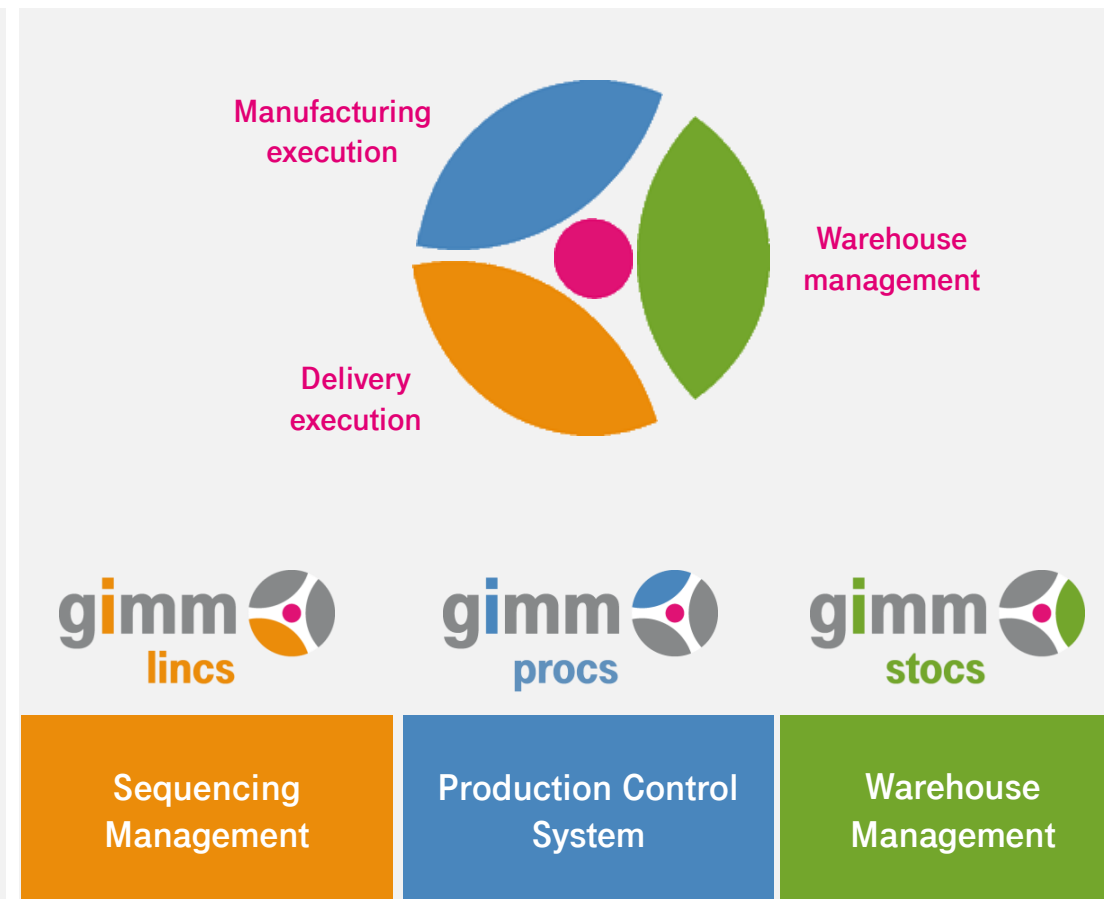 Manufacturing
execution
Warehouse
management
Delivery
execution
gimm
lincs
gimm
procs
gimm
stocs
Sequencing
Management
Production Control
System
Warehouse
Management